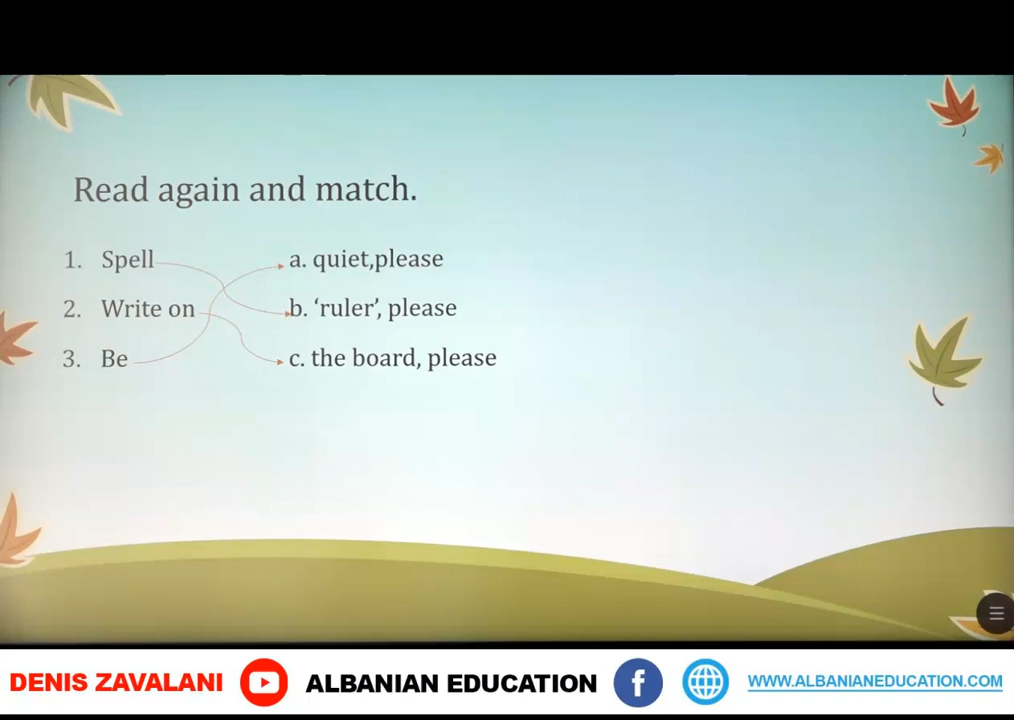 Read again and match.
1. Spell
a. quiet,please
2. Write on
b. ‘ruler’, please
3. Be
c. the board, please
DENIS ZAVALANI
ALBANIAN EDUCATION
f
WWW.ALBANIANEDUCATION.COM